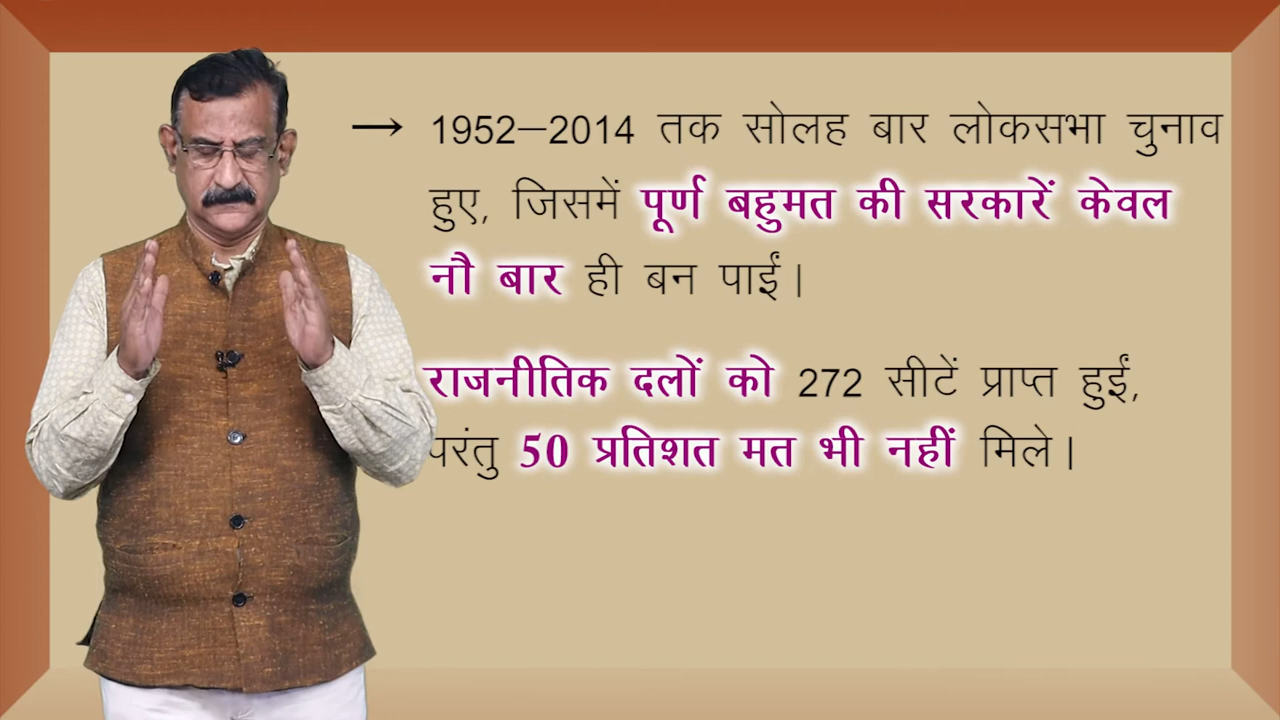 → 1952–2014 तक सोलह बार लोकसभा चुनाव
हुए, जिसमें पूर्ण बहुमत की सरकारें केवल
नौ बार ही बन पाईं।
राजनीतिक दलों को 272 सीटें प्राप्त हुईं,
परंतु 50 प्रतिशत मत भी नहीं मिले।